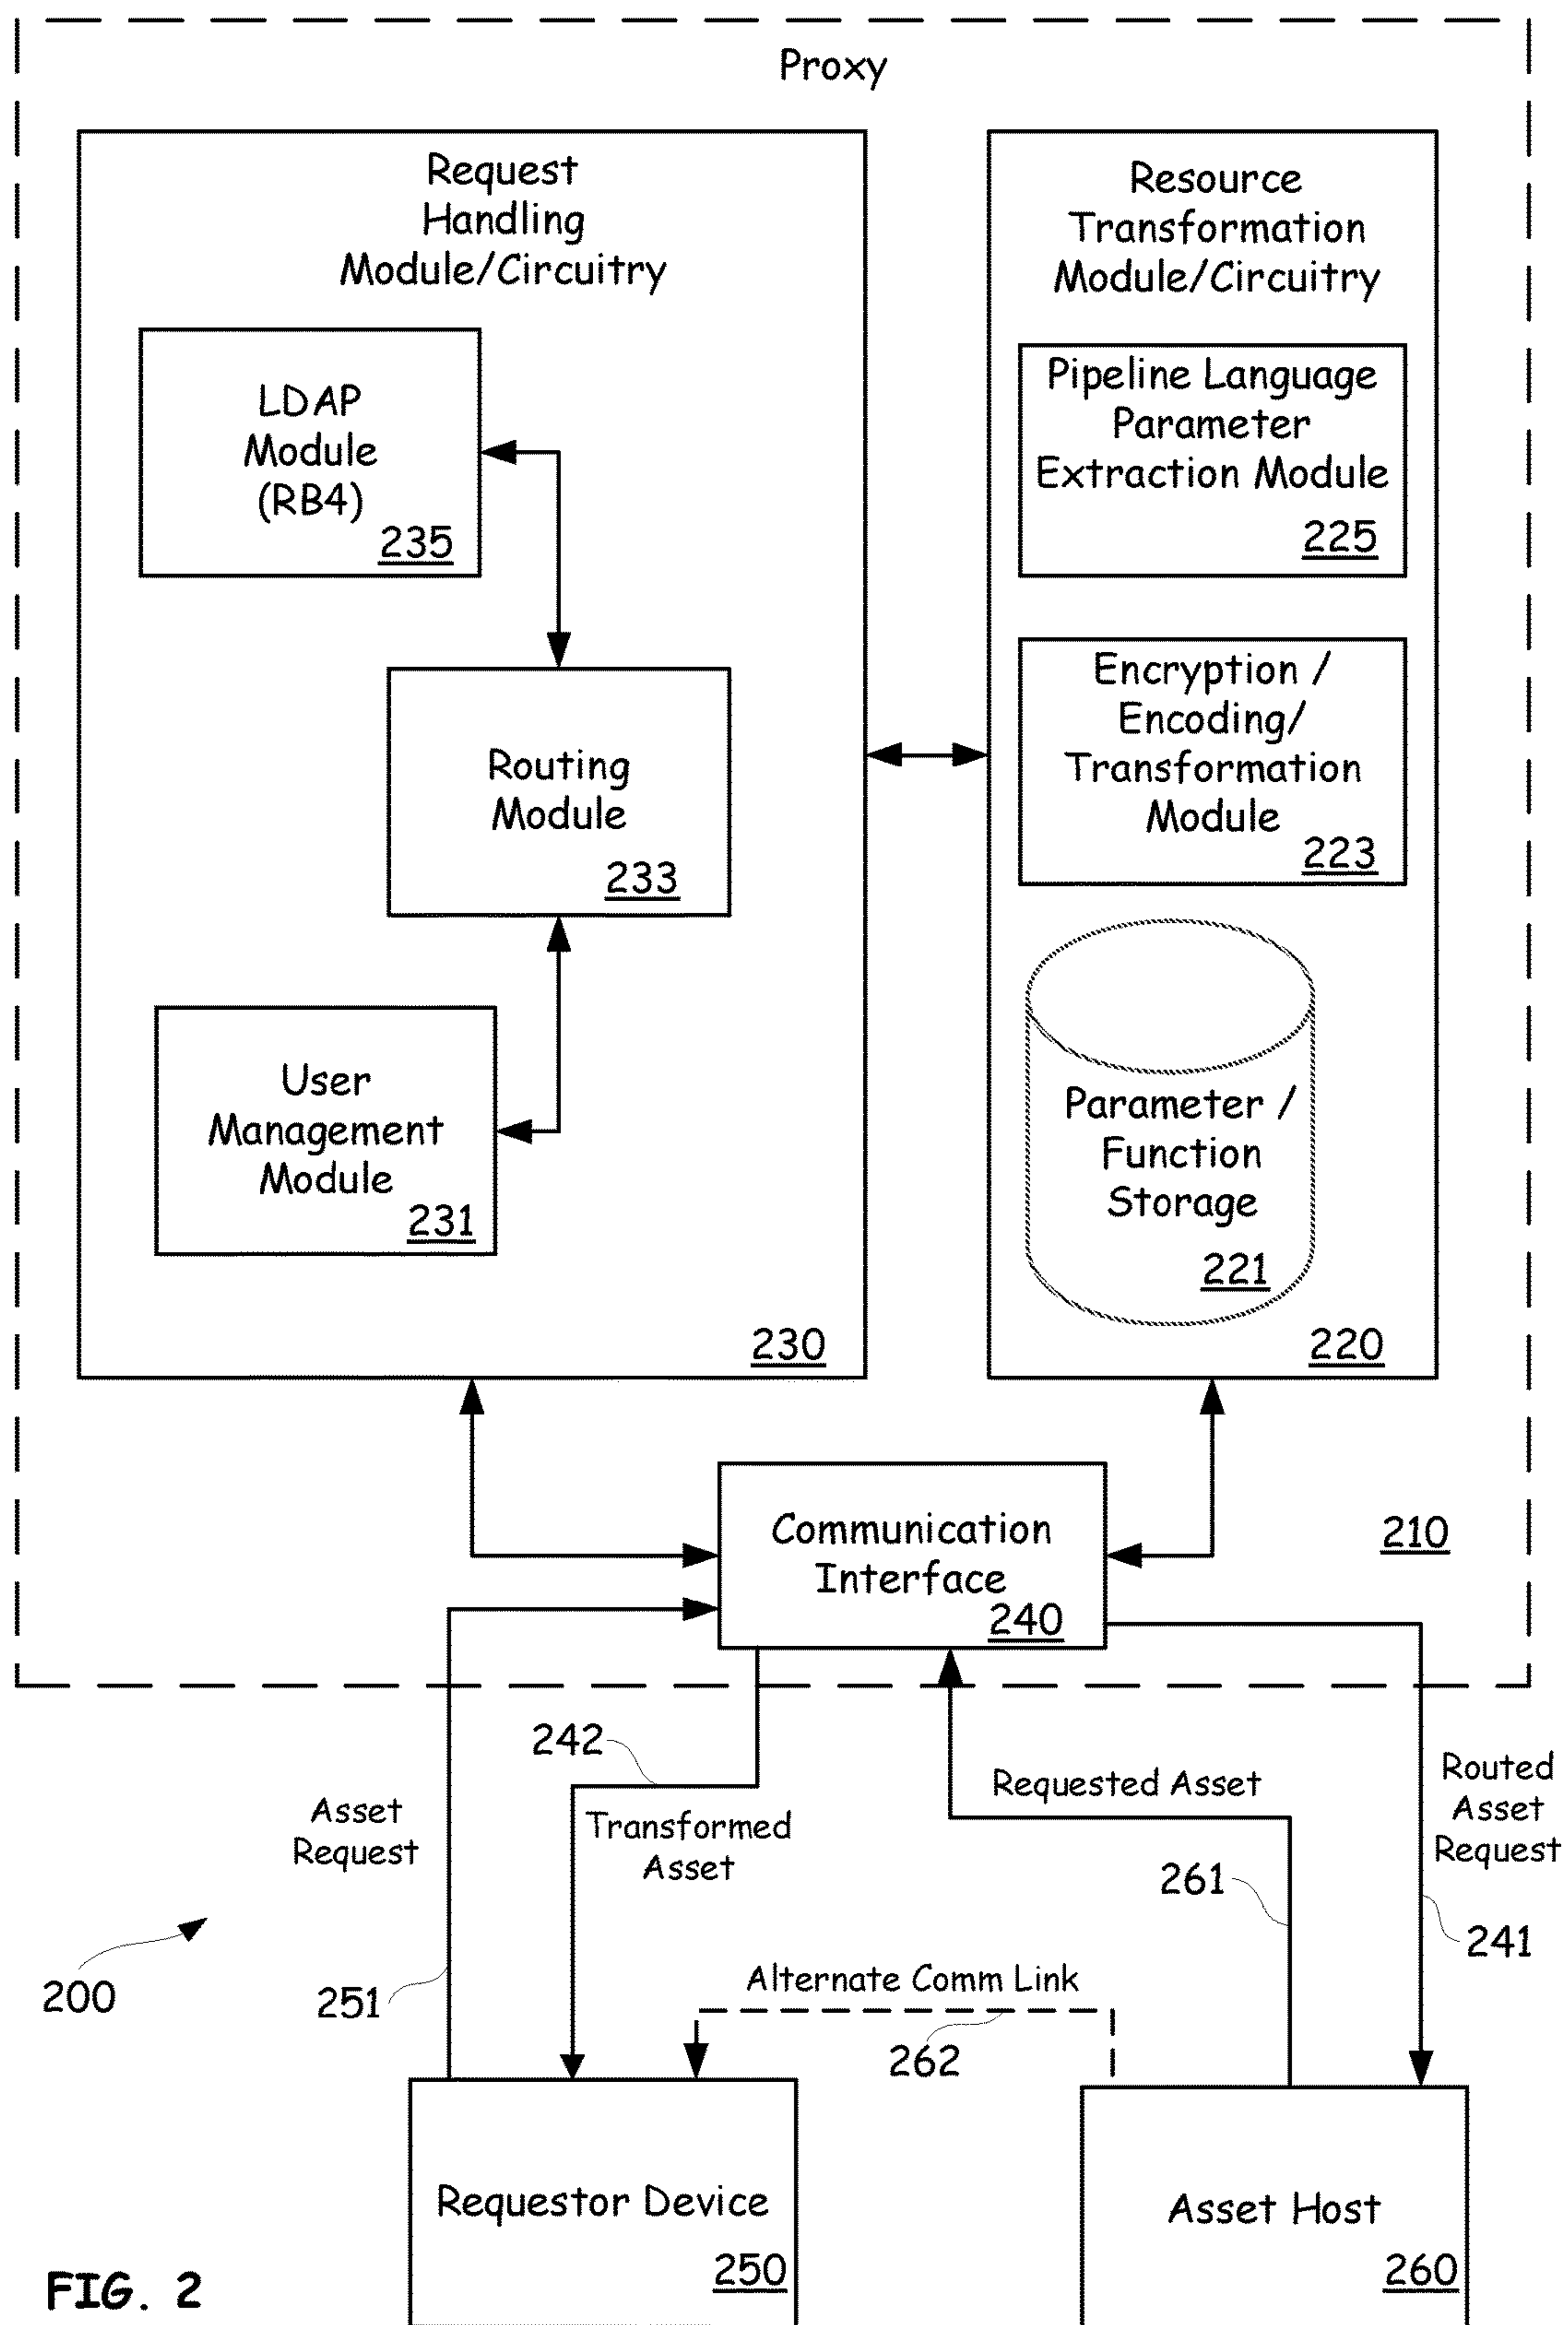 Proxy
Request
Handling
Module/Circuitry
LDAP
Module
(RB4)
235
Routing
Module
233
User
Management
Module
231
230
Resource
Transformation
Module/Circuitry
Pipeline Language
Parameter
Extraction Module
225
Encryption /
Encoding/
Transformation
Module
223
Parameter /
Function
Storage
221
220
Communication
Interface
240
210
242
Asset
Request
Transformed
Asset
Requested Asset
Routed
Asset
Request
261
241
200
251
Alternate Comm Link
262
Requestor Device
250
Asset Host
260
FIG. 2